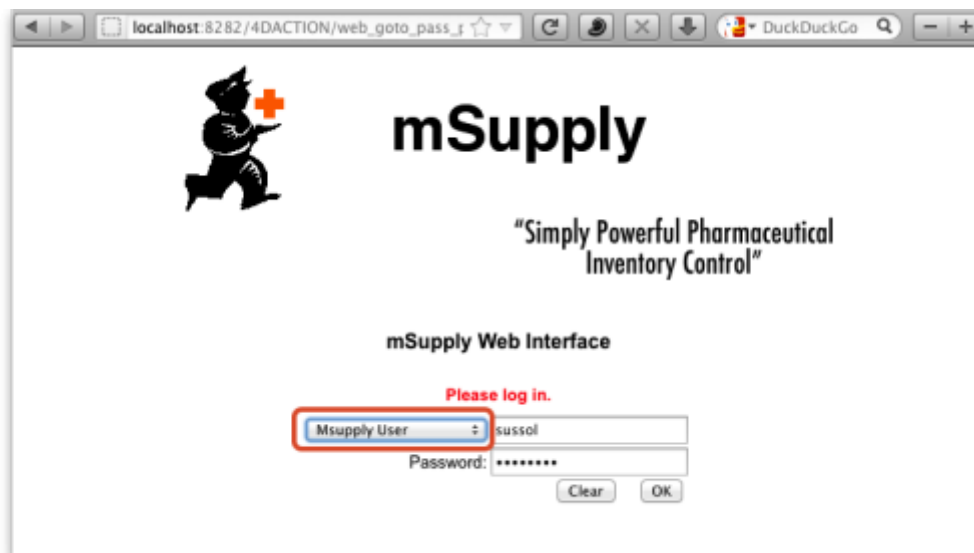 localhost:8282/4DACTION/web_goto_pass_
DuckDuckGo
mSupply
“Simply Powerful Pharmaceutical
Inventory Control”
mSupply Web Interface
Please log in.
Msupply User sussol
Password: ••••••••
Clear OK